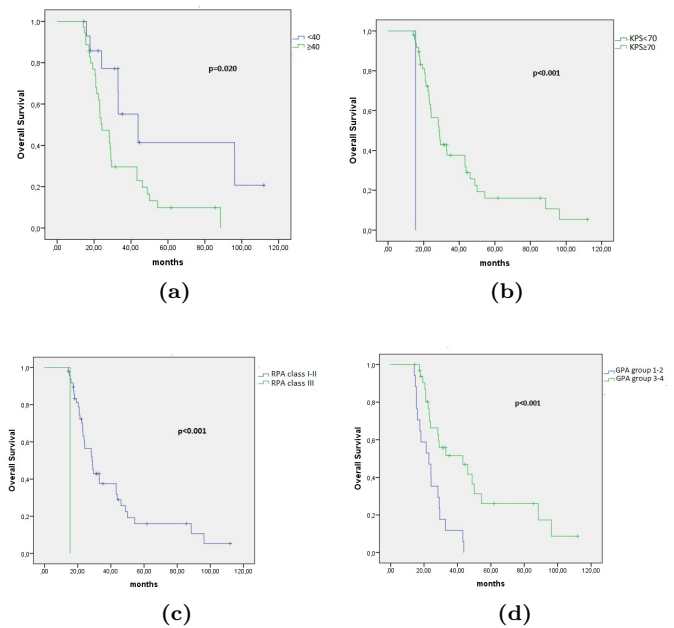 1,0
0,8
0,6
0,4
0,2
0,0
Overall Survival
,00 20,00 40,00 60,00 80,00 100,00 120,00
months
<40
≥40
p=0.020
(a)
1,0
0,8
0,6
0,4
0,2
0,0
Overall Survival
,00 20,00 40,00 60,00 80,00 100,00 120,00
months
KPS<70
KPS≥70
p<0.001
(b)
1,0
0,8
0,6
0,4
0,2
0,0
Overall Survival
,00 20,00 40,00 60,00 80,00 100,00 120,00
months
RPA class I-II
RPA class III
p<0.001
(c)
1,0
0,8
0,6
0,4
0,2
0,0
Overall Survival
,00 20,00 40,00 60,00 80,00 100,00 120,00
months
GPA group 1-2
GPA group 3-4
p<0.001
(d)